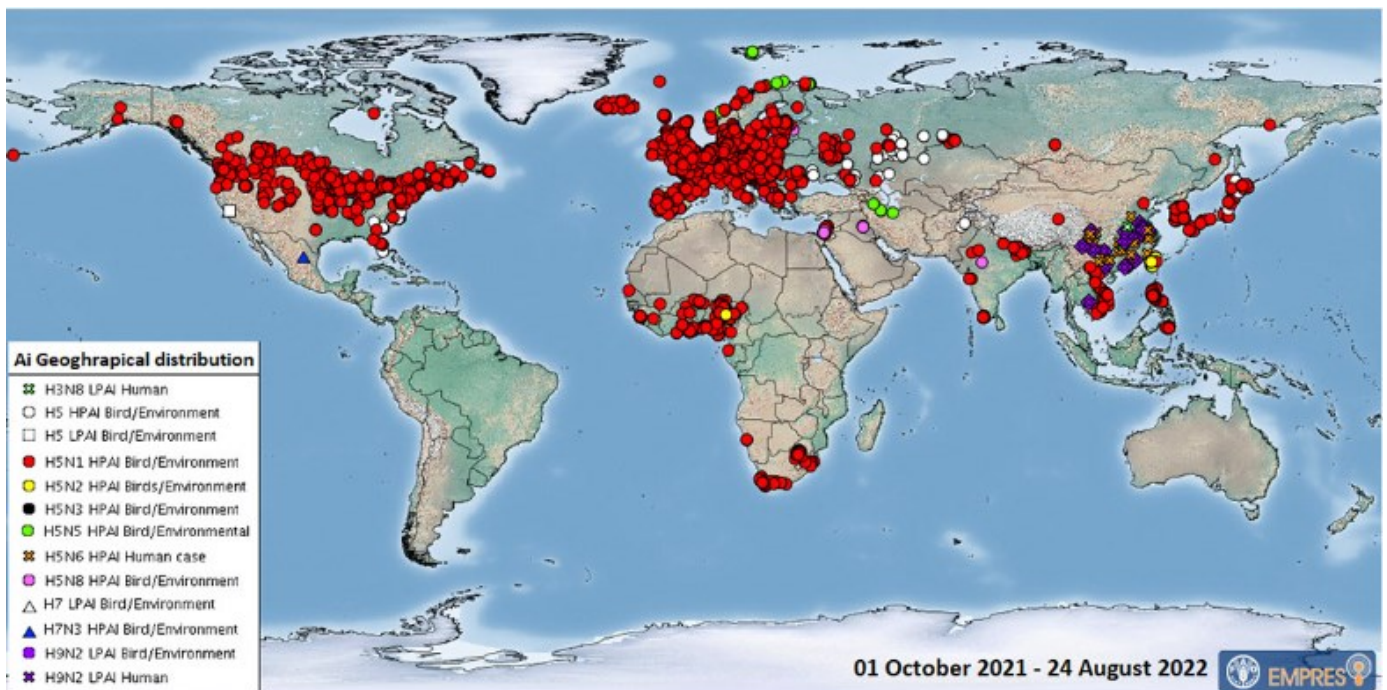 Ai Geoghrapical distribution
H3N8 LPAI Human
H5 HPAI Bird/Environment
H5 LPAI Bird/Environment
H5N1 HPAI Bird/Environment
H5N2 HPAI Birds/Environment
H5N3 HPAI Bird/Environment
H5N5 HPAI Bird/Environmental
H5N6 HPAI Human case
H5N8 HPAI Bird/Environment
H7 LPAI Bird/Environment
H7N3 HPAI Bird/Environment
H9N2 LPAI Bird/Environment
H9N2 LPAI Human
01 October 2021 - 24 August 2022
EMPRES